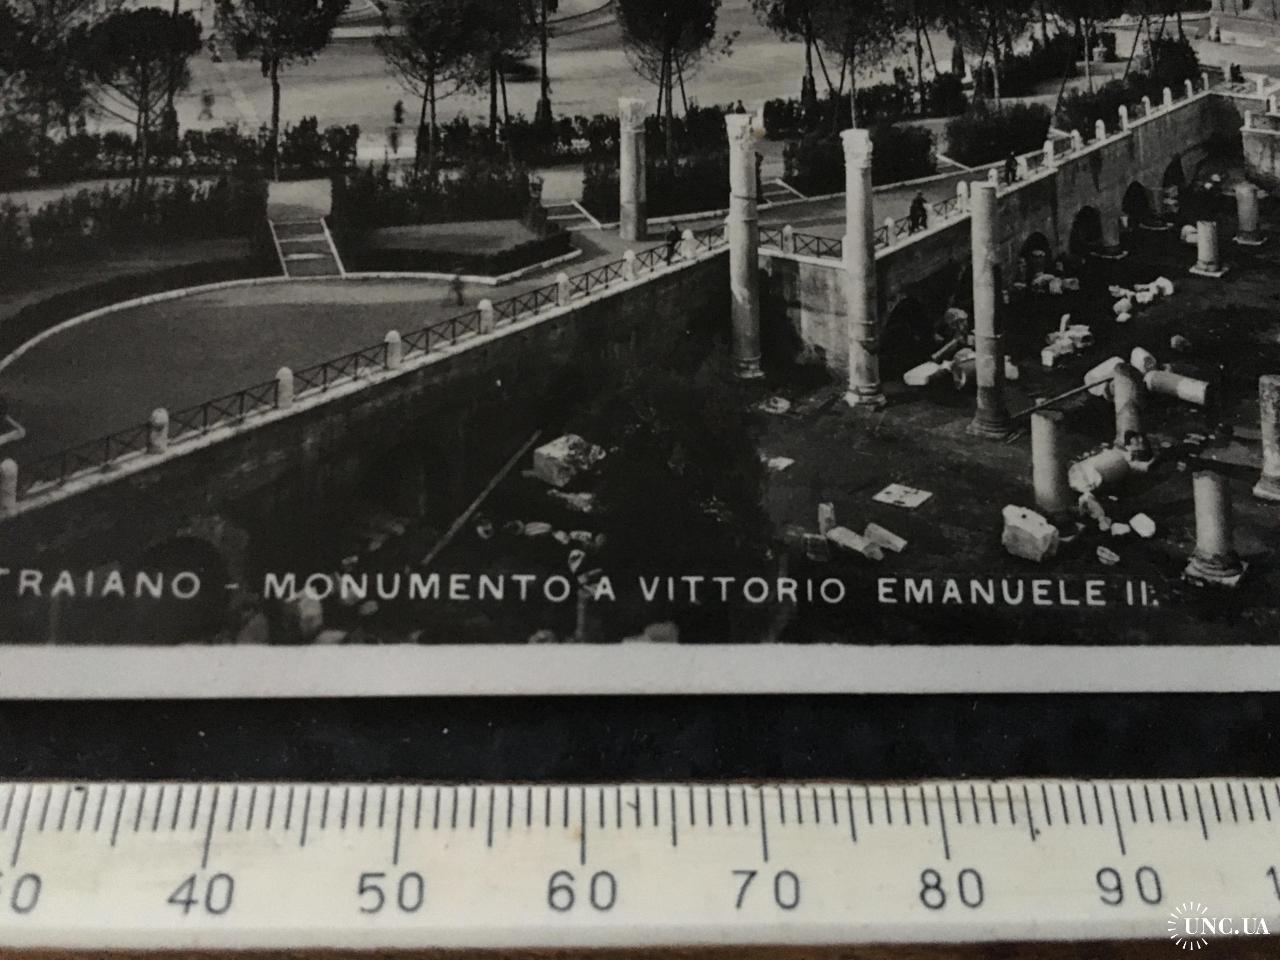 TRAIANO - MONUMENTO A VITTORIO EMANUELE II.
40 50 60 70 80 90
UNC.UA